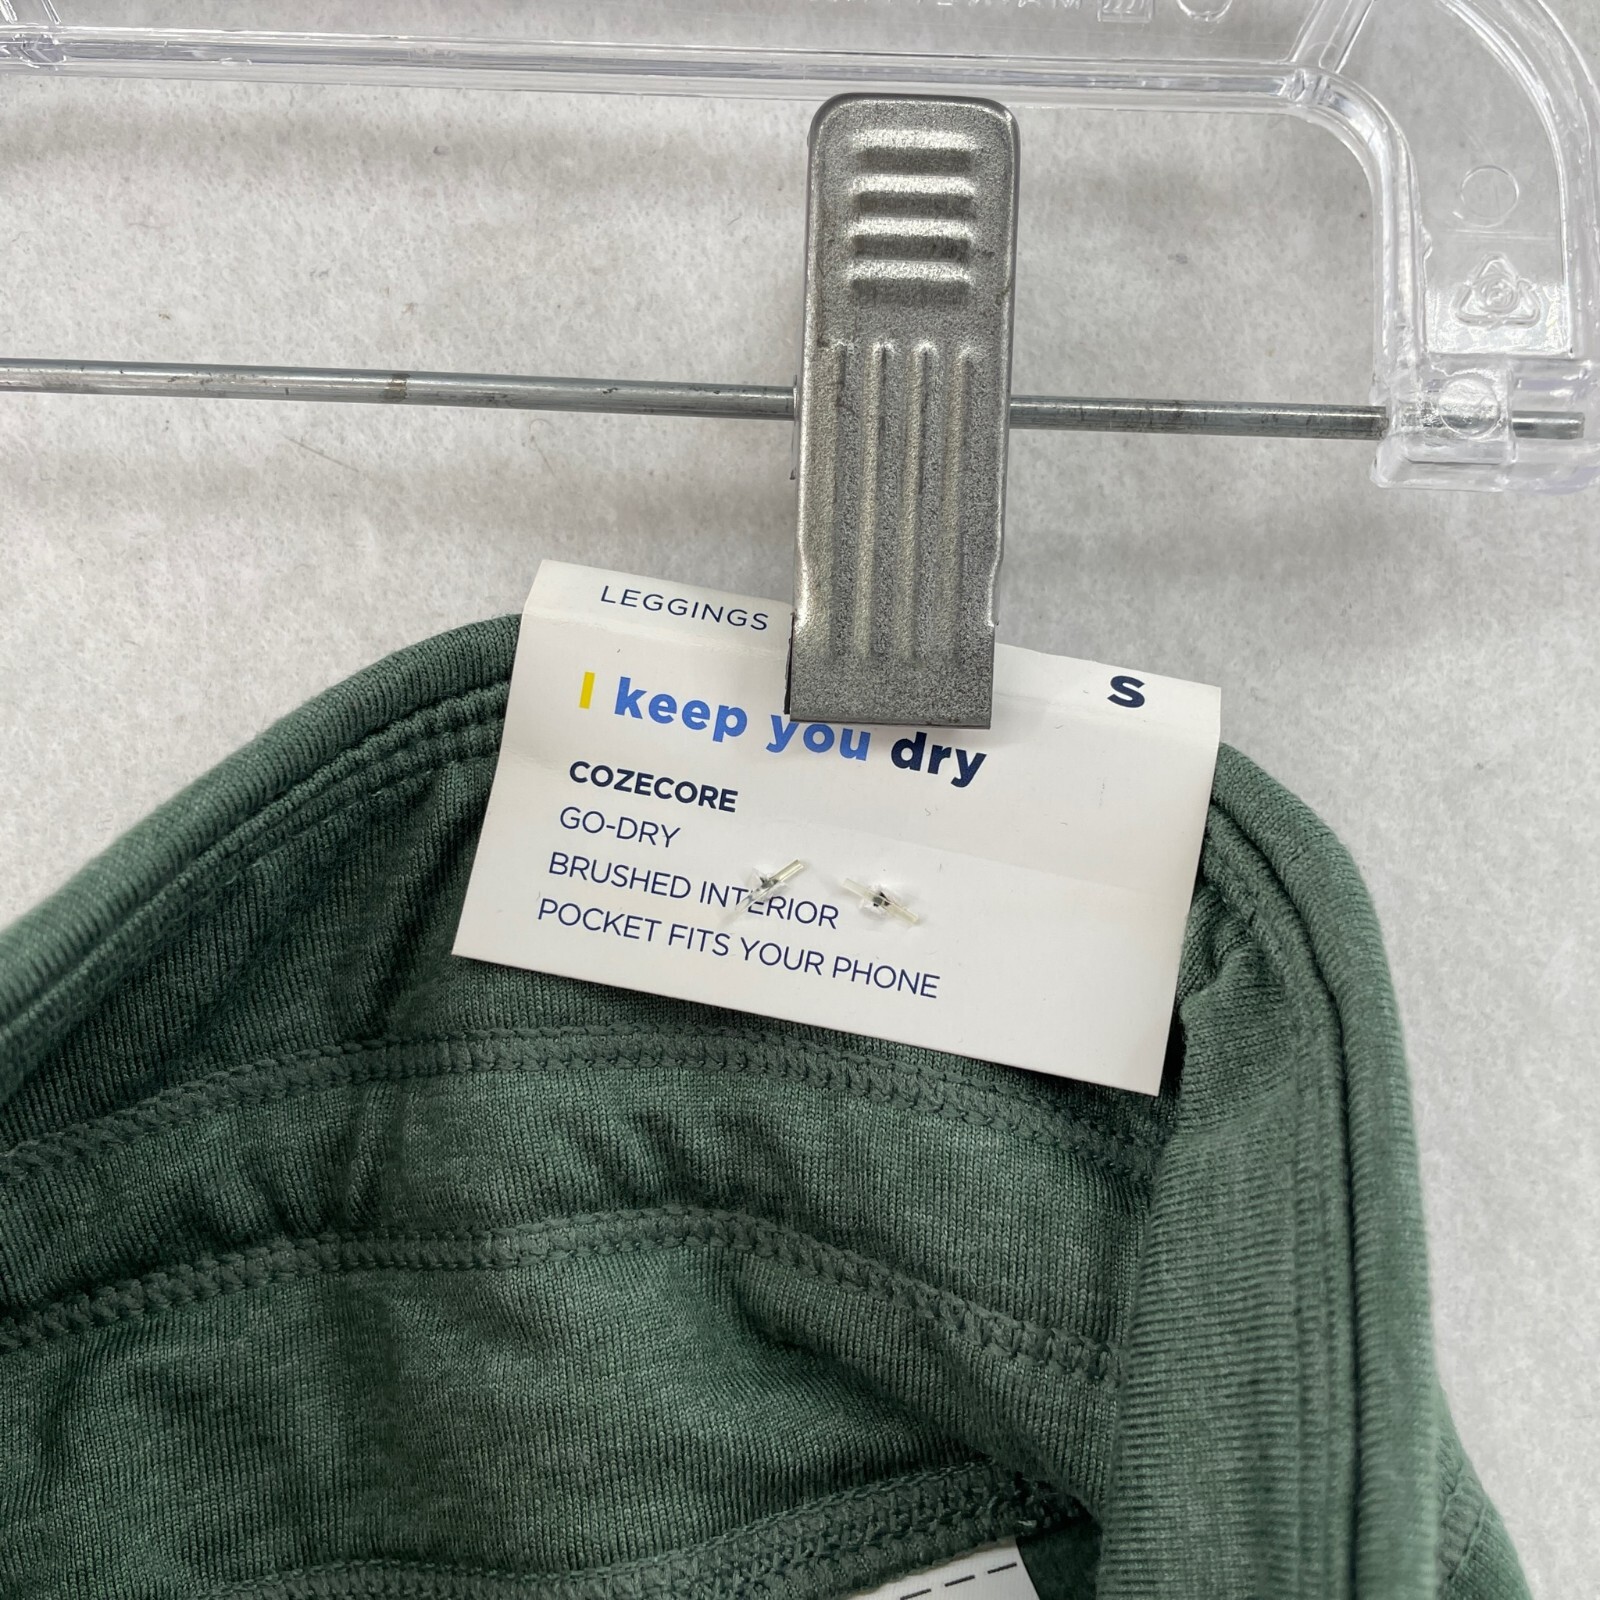 LEGGINGS
S
I keep you dry
COZECORE
GO-DRY
BRUSHED INTERIOR
POCKET FITS YOUR PHONE